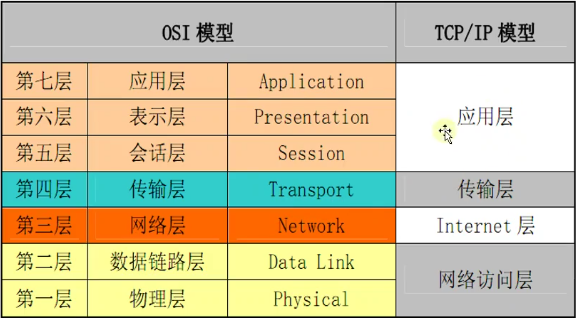 OSI 模型 TCP/IP 模型
第七层 应用层 Application
第六层 表示层 Presentation 应用层
第五层 会话层 Session
第四层 传输层 Transport 传输层
第三层 网络层 Network Internet 层
第二层 数据链路层 Data Link 网络访问层
第一层 物理层 Physical